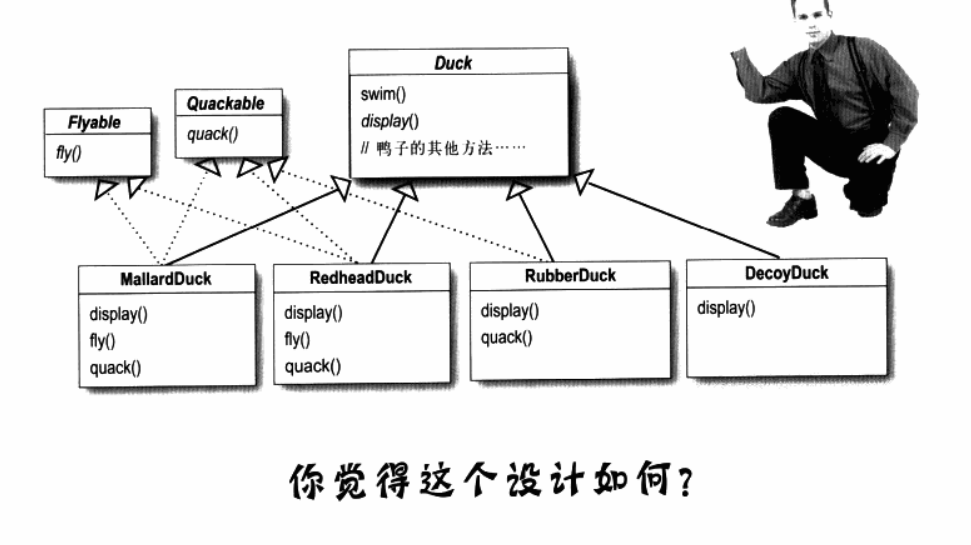 Duck
swim()
display()
// 鸭子的其他方法……
Quackable
quack()
Flyable
fly()
MallardDuck
display()
fly()
quack()
RedheadDuck
display()
fly()
quack()
RubberDuck
display()
quack()
DecoyDuck
display()
你觉得这个设计如何?